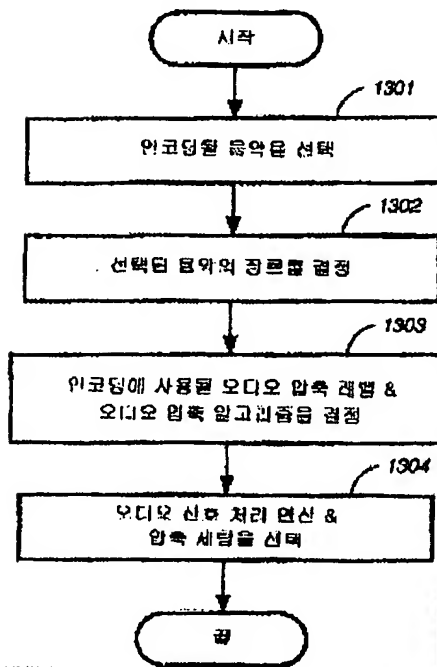 시작
1301
인코딩될 음악을 선택
1302
선택된 음악의 장르를 결정
1303
인코딩에 사용될 오디오 압축 레벨 &
오디오 압축 알고리즘을 결정
1304
오디오 신호 처리 연산 &
압축 세팅을 선택
끝